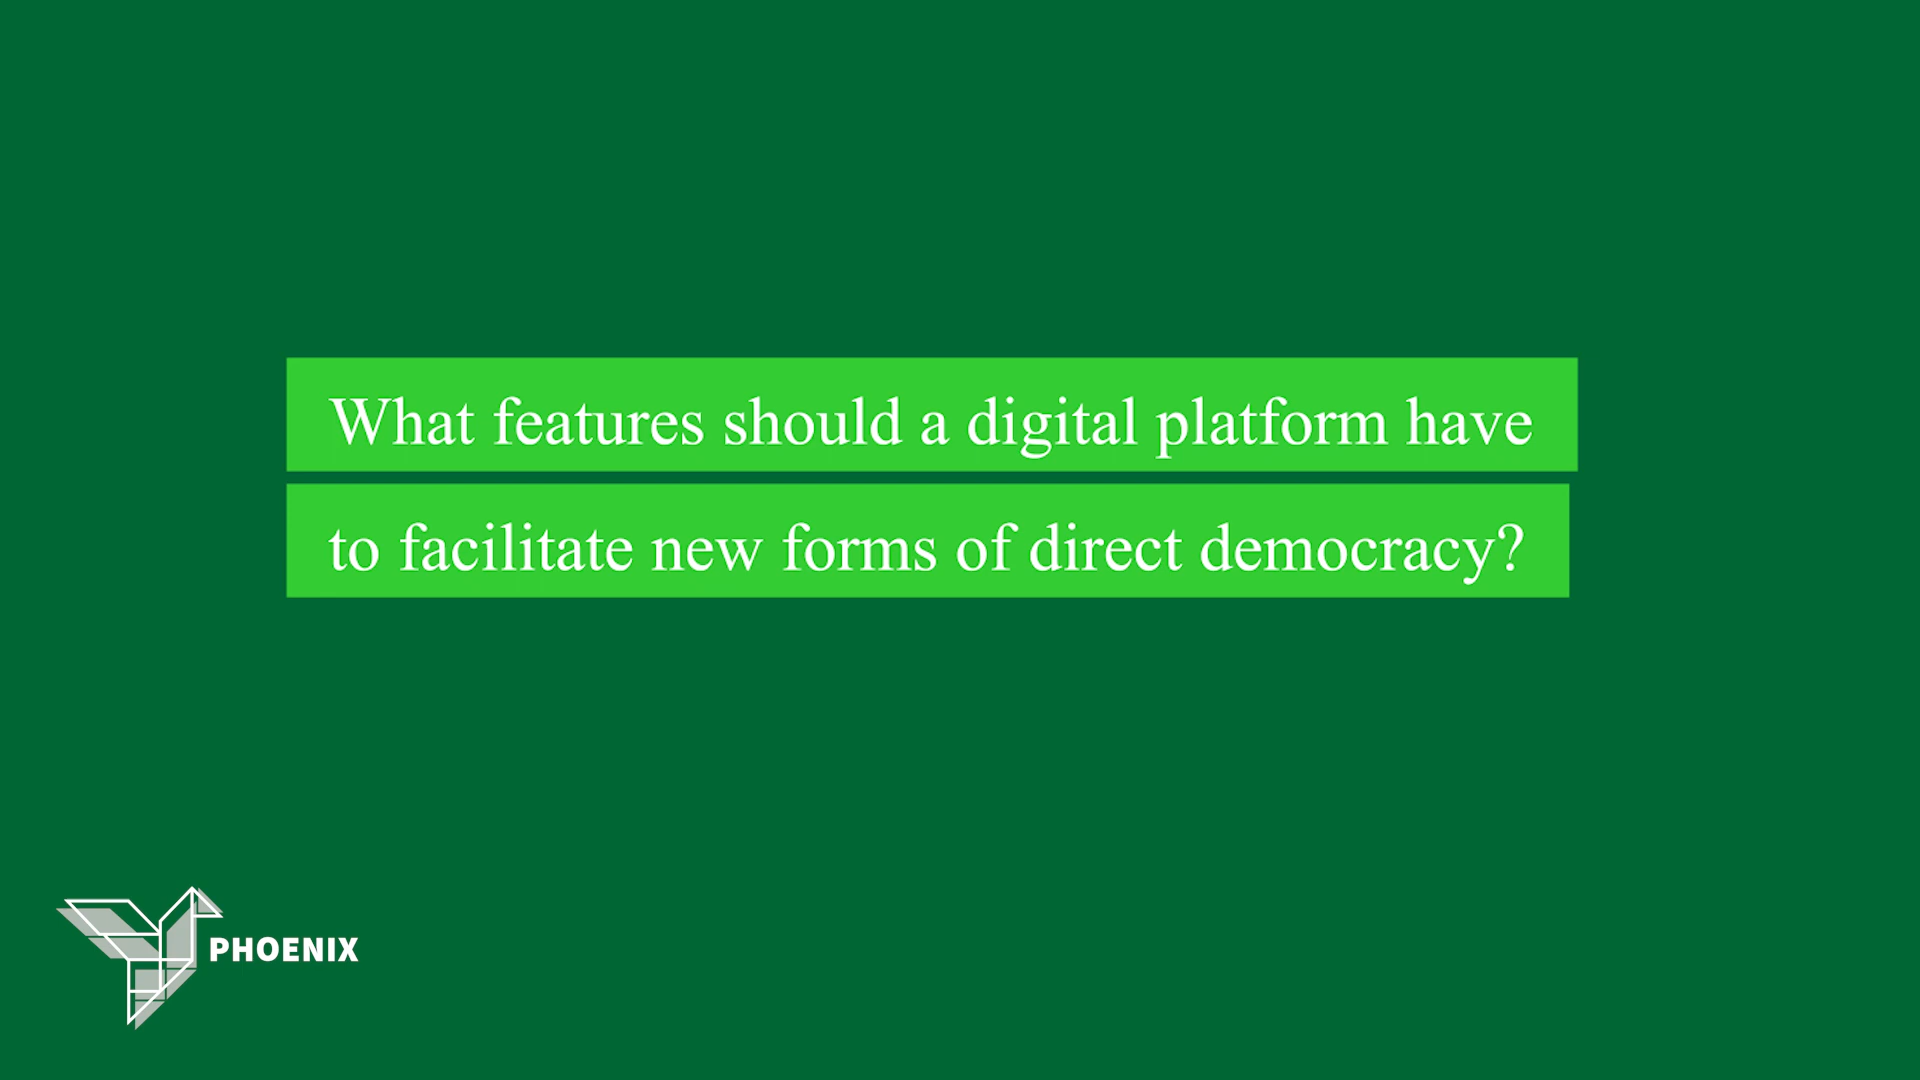 What features should a digital platform have
to facilitate new forms of direct democracy?
PHOENIX